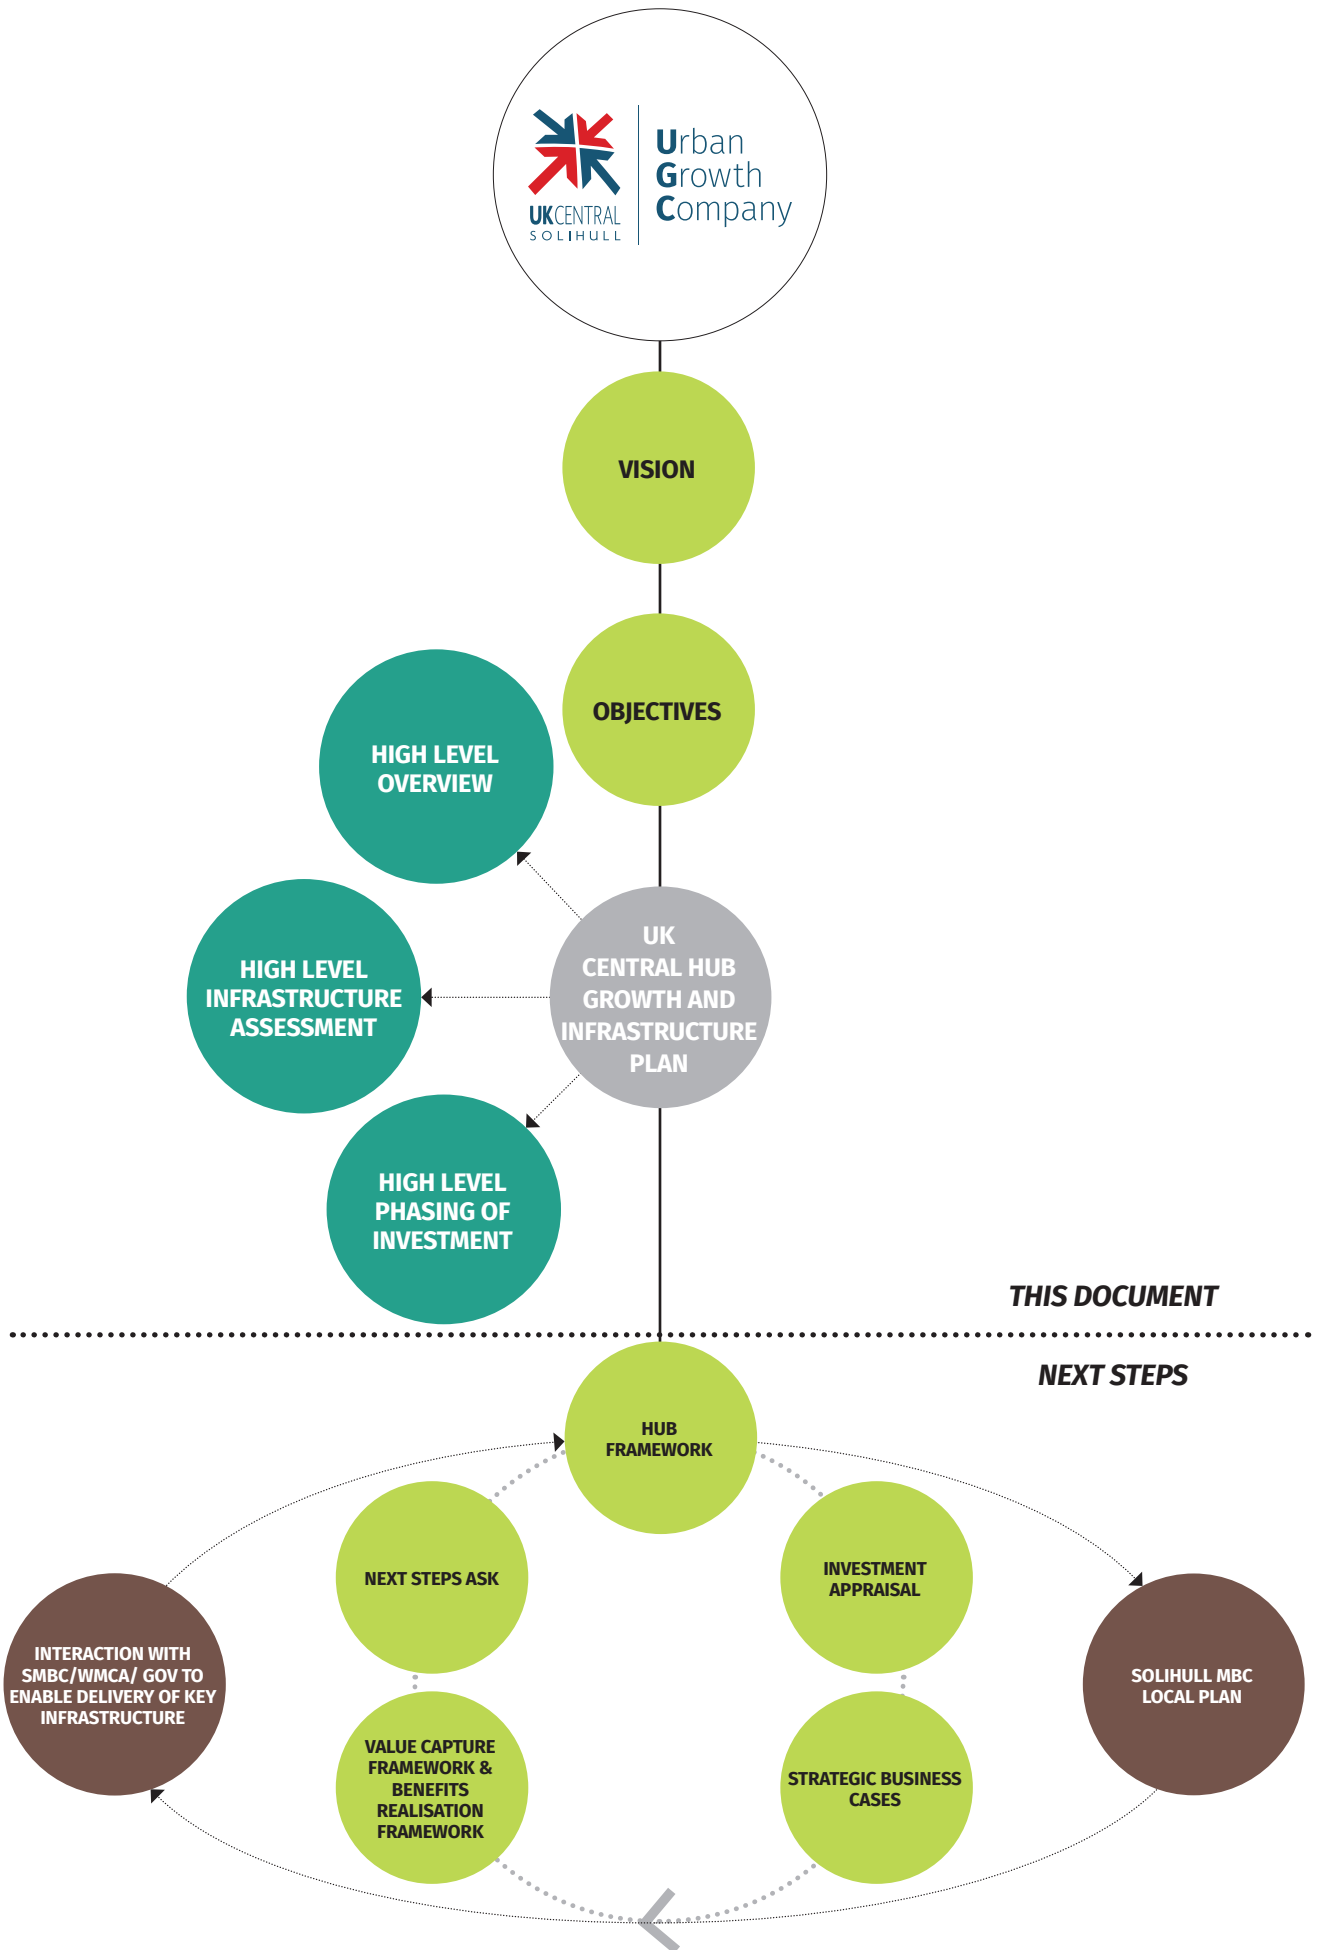 UKCENTRAL
SOLIHULL
Urban
Growth
Company
VISION
OBJECTIVES
HIGH LEVEL
OVERVIEW
UK
CENTRAL HUB
GROWTH AND
INFRASTRUCTURE
PLAN
HIGH LEVEL
INFRASTRUCTURE
ASSESSMENT
HIGH LEVEL
PHASING OF
INVESTMENT
THIS DOCUMENT
NEXT STEPS
HUB
FRAMEWORK
NEXT STEPS ASK
INVESTMENT
APPRAISAL
INTERACTION WITH
SMBC/WMCA/ GOV TO
ENABLE DELIVERY OF KEY
INFRASTRUCTURE
SOLIHULL MBC
LOCAL PLAN
VALUE CAPTURE
FRAMEWORK &
BENEFITS
REALISATION
FRAMEWORK
STRATEGIC BUSINESS
CASES